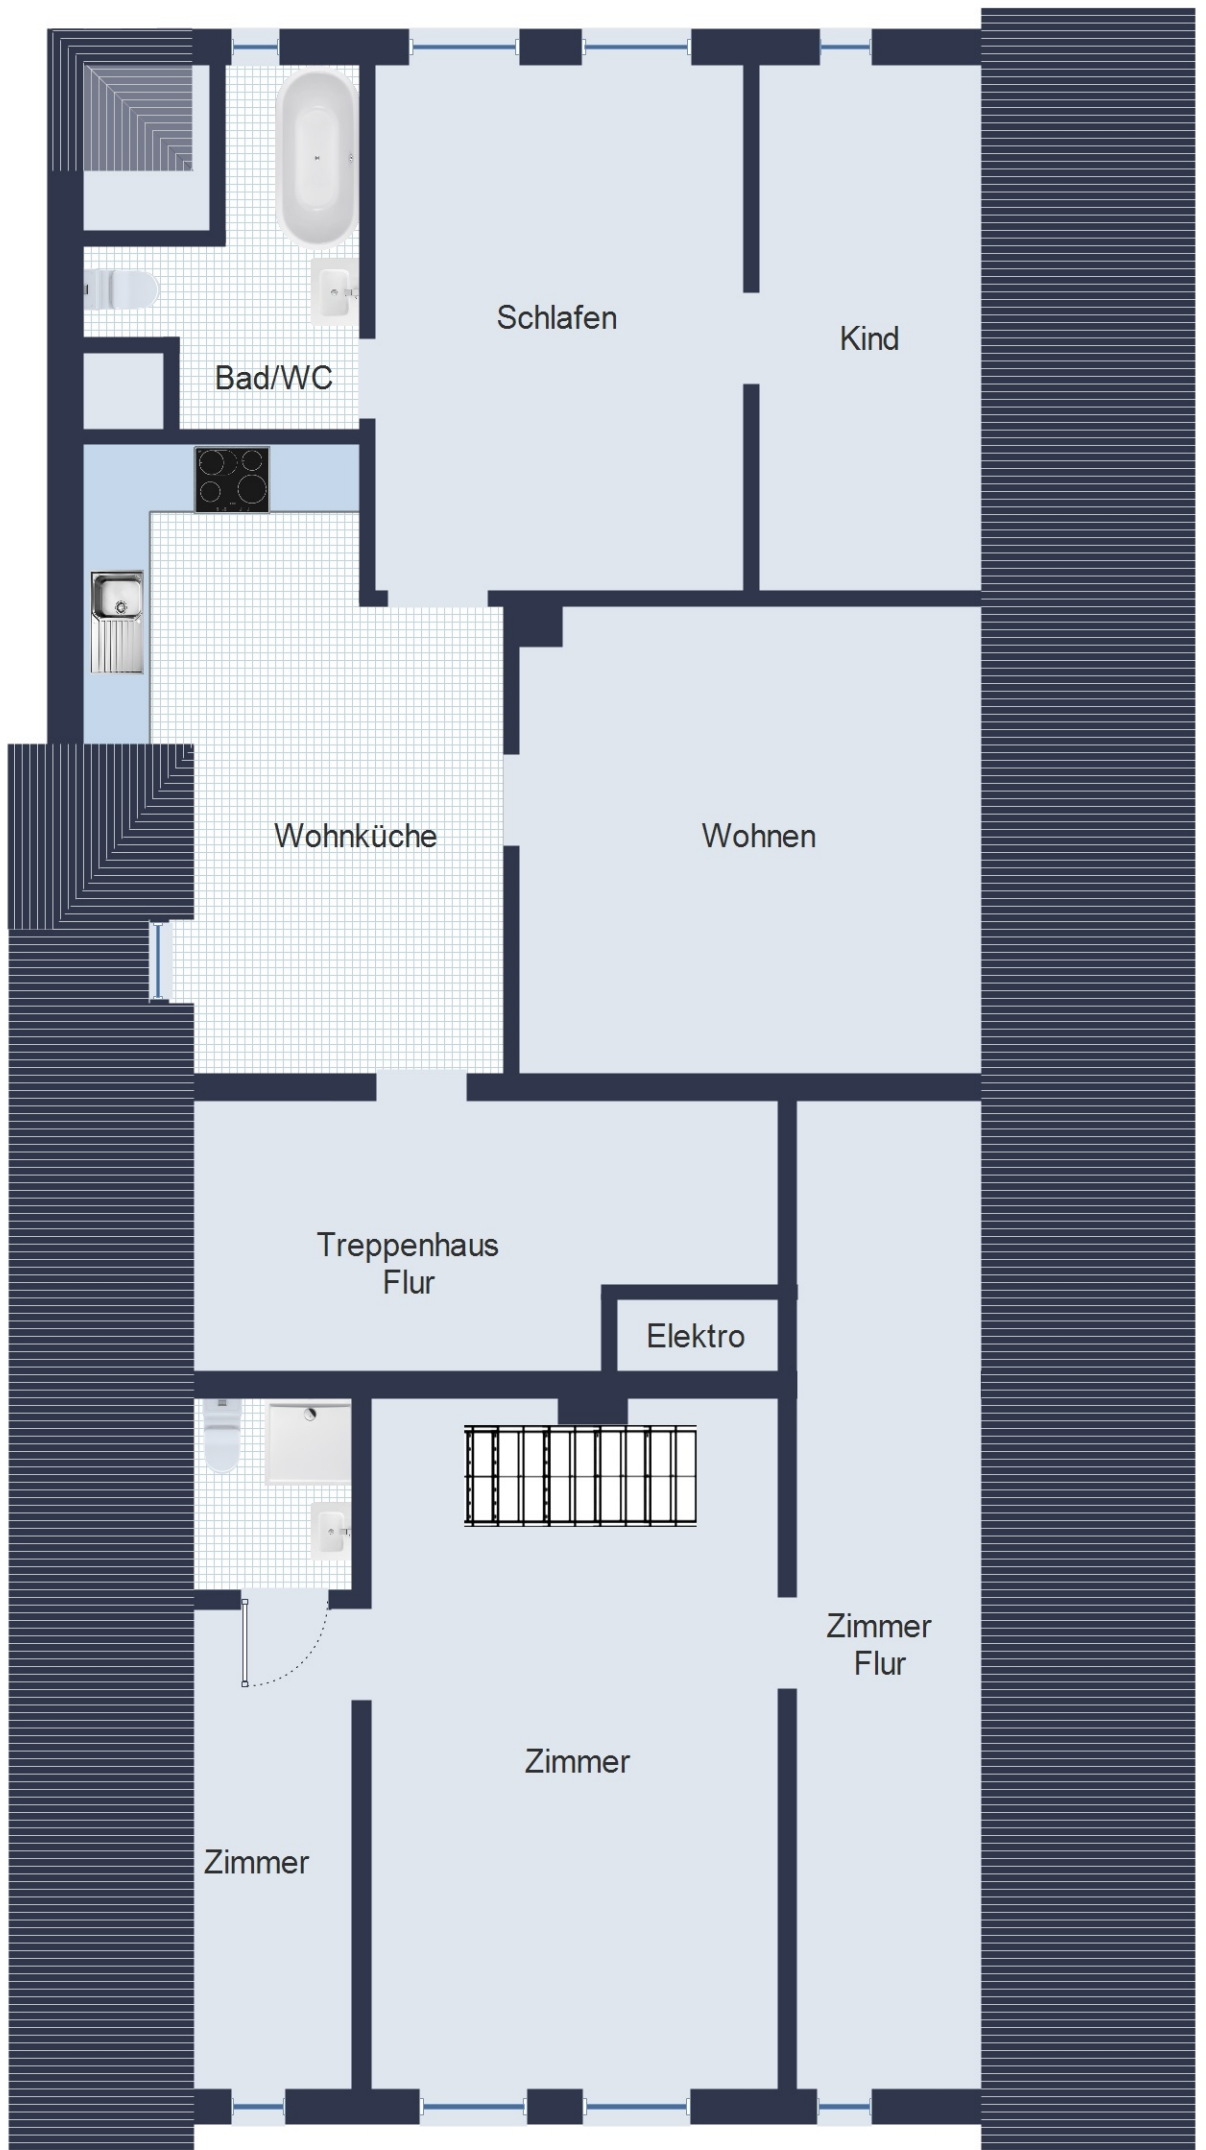 Schlafen
Kind
Bad/WC
Wohnküche
Wohnen
Treppenhaus
Flur
Elektro
Zimmer
Flur
Zimmer
Zimmer